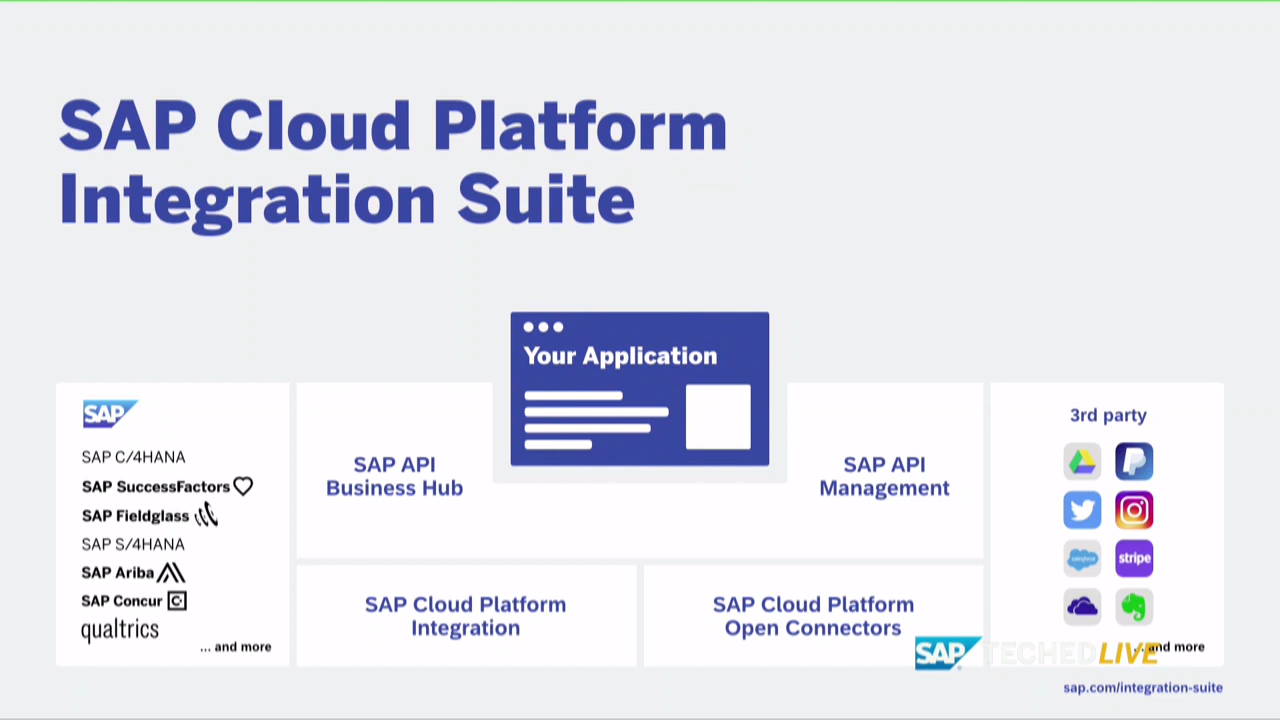 SAP Cloud Platform
Integration Suite
Your Application
SAP
SAP C/4HANA
SAP SuccessFactors
SAP Fieldglass
SAP S/4HANA
SAP Ariba
SAP Concur C
qualtrics
... and more
SAP API
Business Hub
SAP API
Management
SAP Cloud Platform
Integration
SAP Cloud Platform
Open Connectors
3rd party
salesforce
stripe
... and more
SAP TECHEDLIVE
sap.com/integration-suite